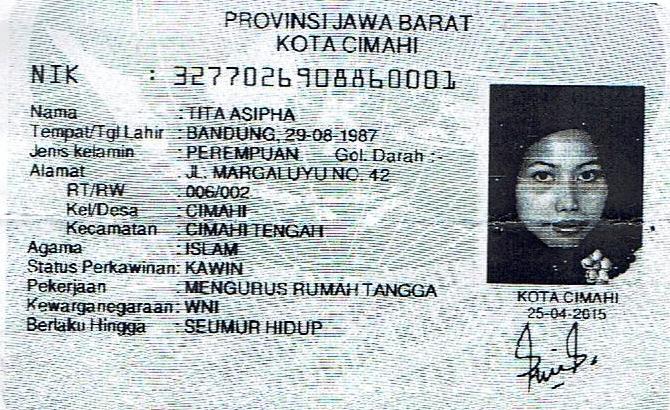 PROVINSI JAWA BARAT
KOTA CIMAHI
NIK : 3277026908860001
Nama : TITA ASIPHA
Tempat/Tgl Lahir : BANDUNG, 29-08-1987
Jenis kelamin : PEREMPUAN Gol. Darah :-
Alamat : JL. MARGALUYU NO. 42
RT/RW : 006/002
Kel/Desa : CIMAHI
Kecamatan : CIMAHI TENGAH
Agama : ISLAM
Status Perkawinan: KAWIN
Pekerjaan : MENGURUS RUMAH TANGGA
Kewarganegaraan: WNI
Berlaku Hingga : SEUMUR HIDUP
KOTA CIMAHI
25-04-2015